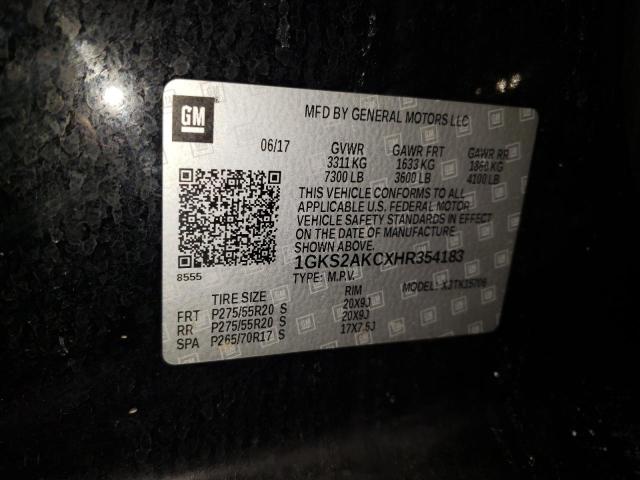 GM
MFD BY GENERAL MOTORS LLC
06/17 GVWR GAWR FRT GAWR RR
3311 KG 1633 KG 1860 KG
7300 LB 3600 LB 4100 LB
THIS VEHICLE CONFORMS TO ALL
APPLICABLE U.S. FEDERAL MOTOR
VEHICLE SAFETY STANDARDS IN EFFECT
ON THE DATE OF MANUFACTURE
SHOWN ABOVE.
1GKS2AKCXHR354183
8555 TYPE: M.P.V. MODEL:
TIRE SIZE RIM
FRT P275/55R20 S 20X9J
RR P275/55R20 S 20X9J
SPA P265/70R17 S 17X7.5J